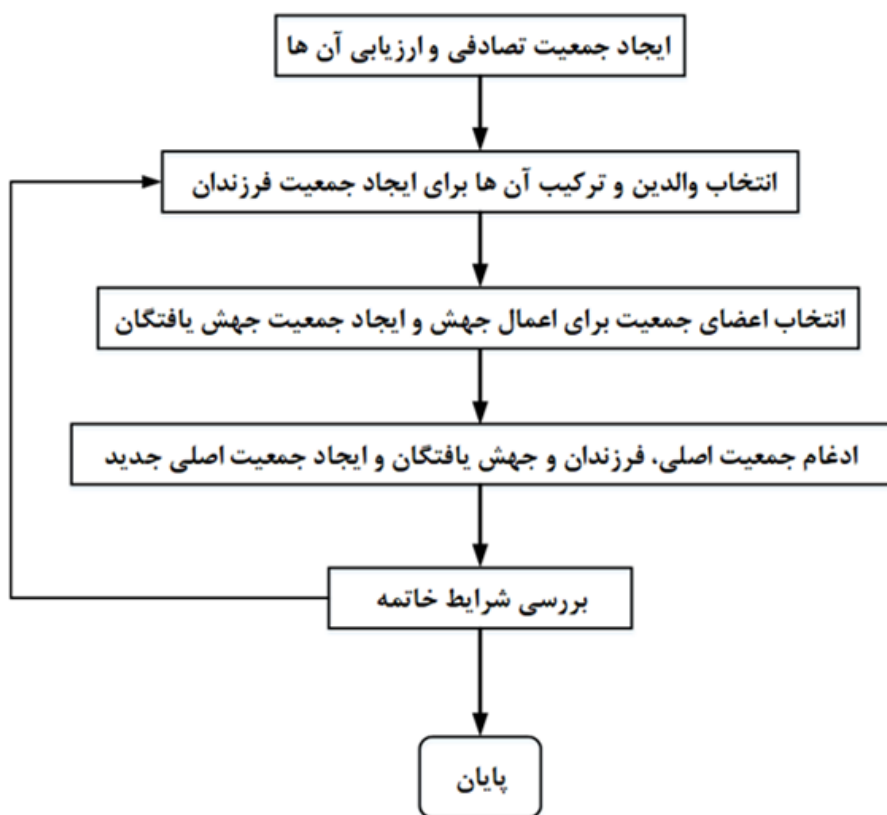 ایجاد جمعیت تصادفی و ارزیابی آن ها
انتخاب والدین و ترکیب آن ها برای ایجاد جمعیت فرزندان
انتخاب اعضای جمعیت برای اعمال جهش و ایجاد جمعیت جهش یافتگان
ادغام جمعیت اصلی، فرزندان و جهش یافتگان و ایجاد جمعیت اصلی جدید
بررسی شرایط خاتمه
پایان